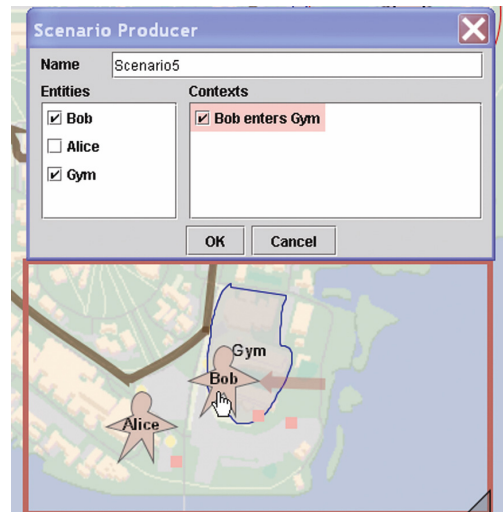 Scenario Producer
Name Scenario5
Entities Contexts
Bob Bob enters Gym
Alice
Gym
OK Cancel
Gym
Bob
Alice